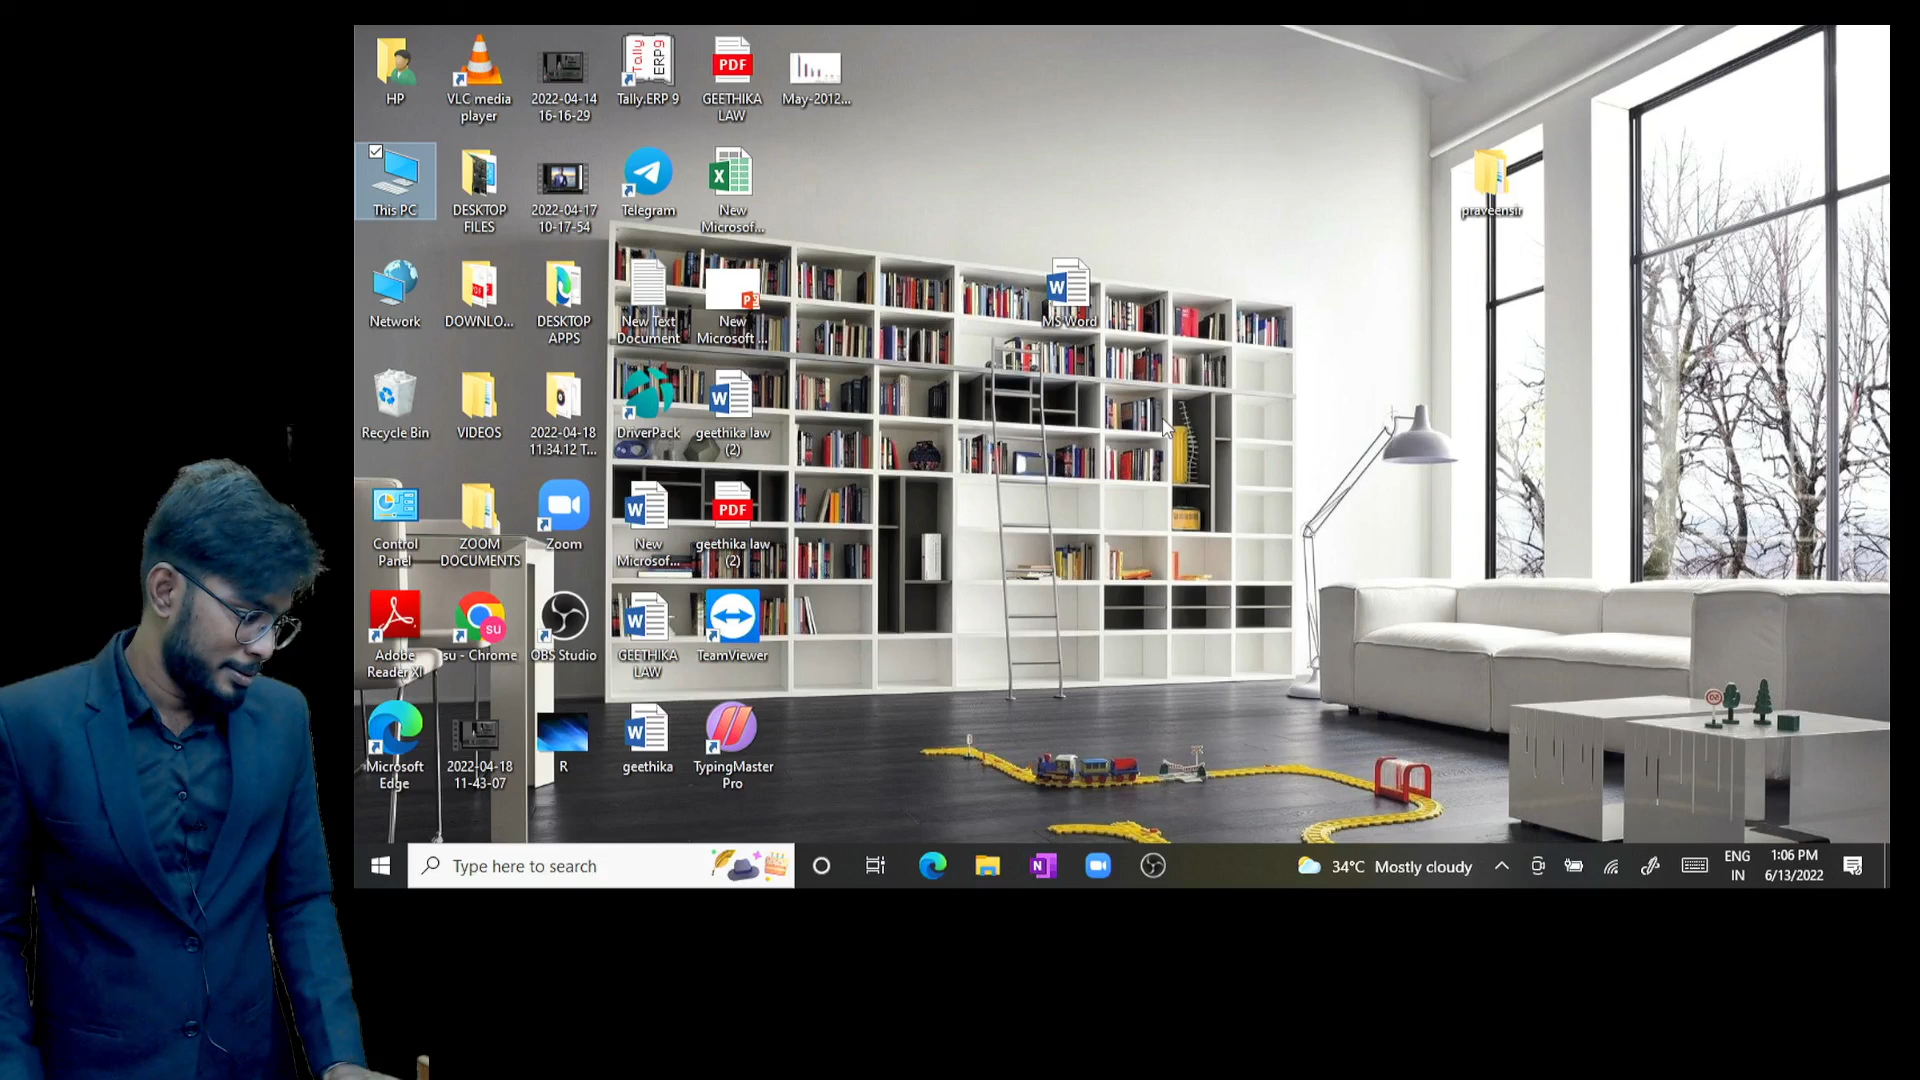 HP
VLC media
player
2022-04-14
16-16-29
Tally
ERP9
Tally.ERP 9
PDF
GEETHIKA
LAW
May-2012...
This PC
DESKTOP
FILES
2022-04-17
10-17-54
Telegram
X
New
Microsof...
praveensir
Network
PDF
DOWNLO...
DESKTOP
APPS
New Text
Document
P
New
Microsoft ...
W
MS Word
Recycle Bin
VIDEOS
2022-04-18
11.34.12 T...
DriverPack
W
geethika law
(2)
Control
Panel
ZOOM
DOCUMENTS
Zoom
W
New
Microsof...
PDF
geethika law
(2)
Adobe
Reader XI
su
su - Chrome
OBS Studio
W
GEETHIKA
LAW
TeamViewer
Microsoft
Edge
2022-04-18
11-43-07
R
W
geethika
TypingMaster
Pro
Type here to search
N
34°C Mostly cloudy
ENG
IN
1:06 PM
6/13/2022